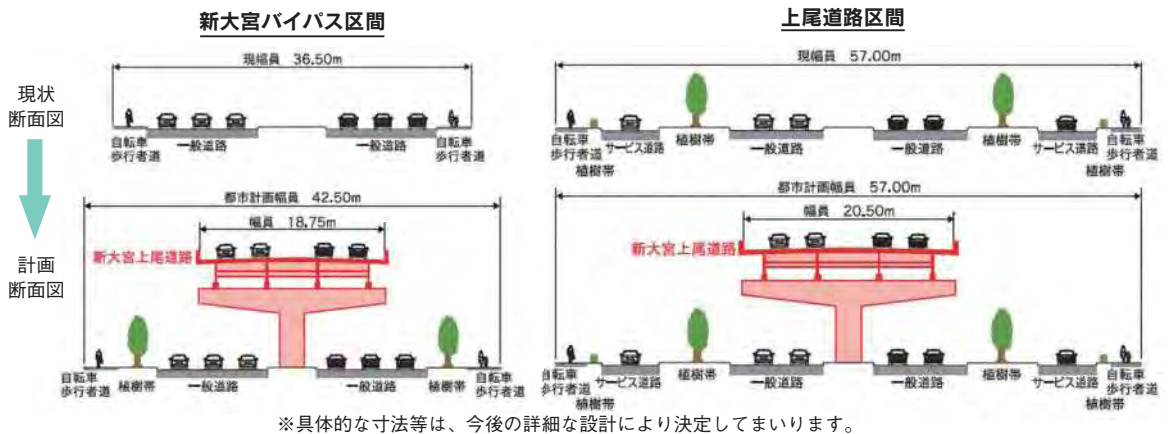 新大宮バイパス区間
上尾道路区間
現状
断面図
計画
断面図
現幅員 36.50m
自転車
歩行者道
一般道路
一般道路
自転車
歩行者道
現幅員 57.00m
自転車
歩行者道
植樹帯
サービス道路
植樹帯
一般道路
一般道路
植樹帯
サービス道路
自転車
歩行者道
植樹帯
都市計画幅員 42.50m
幅員 18.75m
新大宮上尾道路
自転車
歩行者道
植樹帯
一般道路
一般道路
植樹帯
自転車
歩行者道
都市計画幅員 57.00m
幅員 20.50m
新大宮上尾道路
自転車
歩行者道
植樹帯
サービス道路
植樹帯
一般道路
一般道路
植樹帯
サービス道路
自転車
歩行者道
植樹帯
※具体的な寸法等は、今後の詳細な設計により決定してまいります。